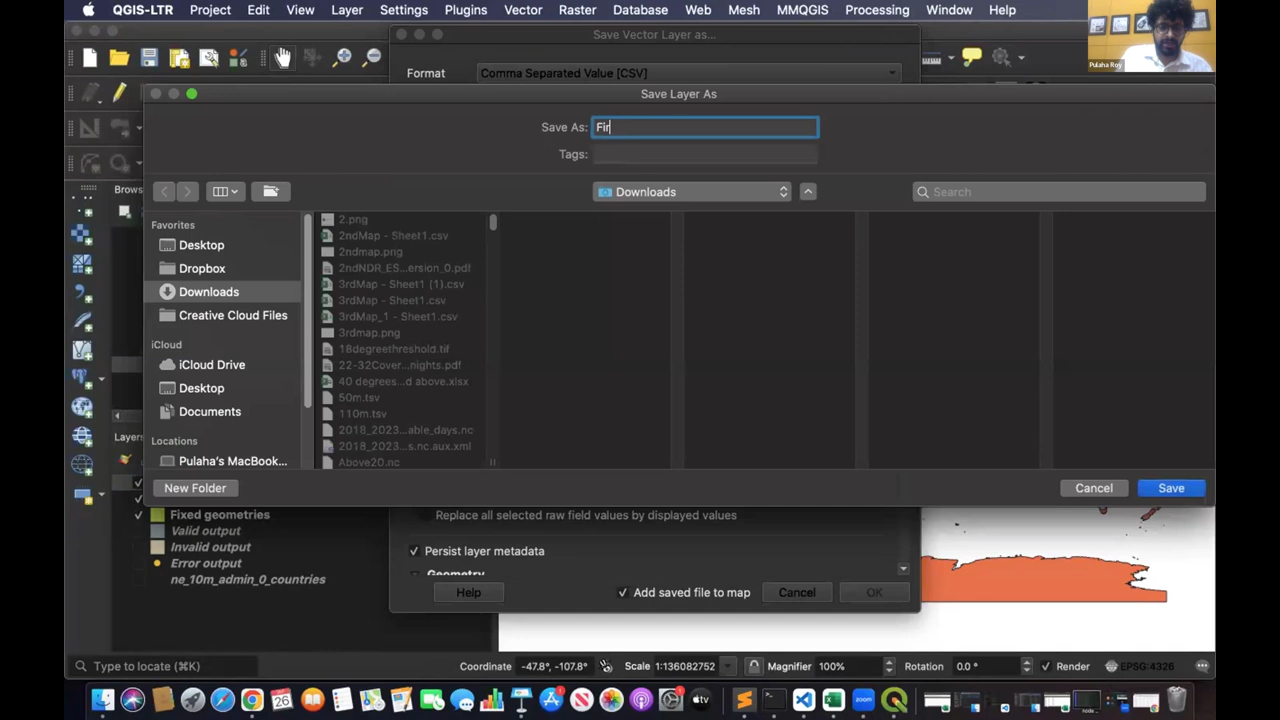 QGIS-LTR Project Edit View Layer Settings Plugins Vector Raster Database Web Mesh MMQGIS Processing Window Help
Save Vector Layer as...
Pulaha Roy
Format Comma Separated Value [CSV]
Save Layer As
Save As: Fir
Tags:
Downloads
Search
Brows
Favorites
Desktop
Dropbox
Downloads
Creative Cloud Files
iCloud
iCloud Drive
Desktop
Documents
Locations
Pulaha's MacBook...
2.png
2ndMap - Sheet1.csv
2ndmap.png
2ndNDR_ES...ersion_0.pdf
3rdMap - Sheet1 (1).csv
3rdMap - Sheet1.csv
3rdMap_1 - Sheet1.csv
3rdmap.png
18degreethreshold.tif
22-32Cover...nights.pdf
40 degrees...d above.xlsx
50m.tsv
110m.tsv
2018_2023...able_days.nc
2018_2023...s.nc.aux.xml
Above20.nc
New Folder
Cancel
Save
Layers
Fixed geometries
Valid output
Invalid output
Error output
ne_10m_admin_0_countries
Replace all selected raw field values by displayed values
Persist layer metadata
Geometry
Help
Add saved file to map
Cancel
OK
Type to locate (⌘K)
Coordinate -47.8°, -107.8°
Scale 1:136082752
Magnifier 100%
Rotation 0.0 °
Render
EPSG:4326
26
zoom